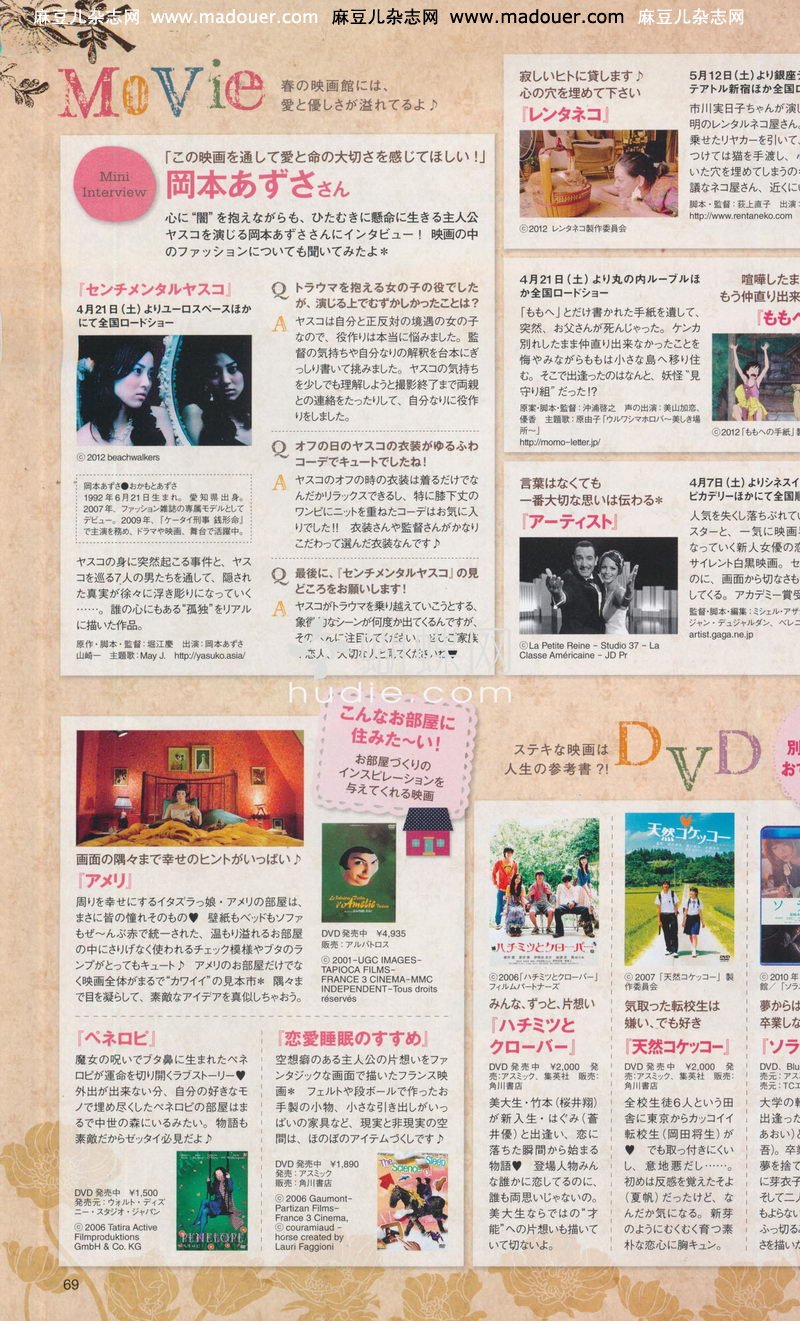 麻豆儿杂志网 www.madouer.com 麻豆儿杂志网 www.madouer.com 麻豆儿杂志网
MoVie
春の映画館には、
愛と優しさが溢れてるよ♪
Mini
Interview
「この映画を通して愛と命の大切さを感じてほしい！」
岡本あずささん
心に“闇”を抱えながらも、ひたむきに懸命に生きる主人公
ヤスコを演じる岡本あずささんにインタビュー！ 映画の中
のファッションについても聞いてみたよ＊
『センチメンタルヤスコ』
4月21日（土）よりユーロスペースほか
にて全国ロードショー
©2012 beachwalkers
岡本あずさ●おかもとあずさ
1992年6月21日生まれ。愛知県出身。
2007年、ファッション雑誌の専属モデルとして
デビュー。2009年、「ケータイ刑事 銭形命」
で主演を務め、ドラマや映画、舞台で活躍中。
ヤスコの身に突然起こる事件と、ヤス
コを巡る7人の男たちを通して、隠され
た真実が徐々に浮き彫りになっていく
……。誰の心にもある“孤独”をリアル
に描いた作品。
原作・脚本・監督：堀江慶 出演：岡本あずさ
山崎一 主題歌：May J. http://yasuko.asia/
Q トラウマを抱える女の子の役でした
が、演じる上でむずかしかったことは？
A ヤスコは自分と正反対の境遇の女の子
なので、役作りは本当に悩みました。監
督の気持ちや自分なりの解釈を台本にぎ
っしり書いて挑みました。ヤスコの気持ち
を少しでも理解しようと撮影終了まで両親
との連絡をたったりして、自分なりに役作
りをしました。
Q オフの日のヤスコの衣装がゆるふわ
コーデでキュートでしたね！
A ヤスコのオフの時の衣装は着るだけでな
んだかリラックスできるし、特に膝下丈の
ワンピにニットを重ねたコーデはお気に入
りでした!! 衣装さんや監督さんがかなり
こだわって選んだ衣装なんです♪
Q 最後に、『センチメンタルヤスコ』の見
どころをお願いします！
A ヤスコがトラウマを乗り越えていこうとする、
象徴的なシーンが何度か出てくるんですが、
hudie.com
寂しいヒトに貸します♪
心の穴を埋めて下さい
『レンタネコ』
©2012 レンタネコ製作委員会
5月12日（土）より銀座テ
アトル新宿ほか全国ロ
市川実日子ちゃんが演
明のレンタルネコ屋さん。
乗せたリヤカーを引いて、
つけては猫を手渡し、
いた穴を埋めてしまうの
議なネコ屋さん、近くに
脚本・監督：荻上直子 出演：
http://www.rentaneko.com
4月21日（土）より丸の内ルーブルほ
か全国ロードショー
「ももへ」とだけ書かれた手紙を遺して、
突然、お父さんが死んじゃった。ケンカ
別れしたまま仲直り出来なかったことを
悔やみながらももは小さな島へ移り住
む。そこで出逢ったのはなんと、妖怪“見
守り組”だった!?
原案・脚本・監督：沖浦啓之 声の出演：美山加恋、
優香 主題歌：原由子「ウルワシマホロバ～美しき場
所～」
http://momo-letter.jp/
喧嘩したま
もう仲直り出来
『ももへ
©2012「ももへの手紙」製
言葉はなくても
一番大切な思いは伝わる＊
『アーティスト』
©La Petite Reine - Studio 37 - La
Classe Américaine - JD Pr
4月7日（土）よりシネスイ
ピカデリーほかにて全国順
人気を失くし落ちぶれてい
スターと、一気に映画
なっていく新人女優の恋
サイレント白黒映画。セ
のに、画面から切なさも
してくる。アカデミー賞受
監督・脚本・編集：ミシェル・アザ
ジャン・デュジャルダン、ベレニ
artist.gaga.ne.jp
こんなお部屋に
住みた～い！
お部屋づくりの
インスピレーションを
与えてくれる映画
画面の隅々まで幸せのヒントがいっぱい♪
『アメリ』
周りを幸せにするイタズラっ娘・アメリの部屋は、
まさに皆の憧れそのもの♥ 壁紙もベッドもソファ
もぜ～んぶ赤で統一された、温もり溢れるお部屋
の中にさりげなく使われるチェック模様やブタのラ
ンプがとってもキュート♪ アメリのお部屋だけでな
く映画全体がまるで“カワイイ”の見本市＊ 隅々ま
で目を凝らして、素敵なアイデアを真似しちゃおう。
DVD発売中 ￥4,935
発売：アルバトロス
©2001-UGC IMAGES-
TAPIOCA FILMS-
FRANCE 3 CINEMA-MMC
INDEPENDENT-Tous droits
réservés
『ペネロピ』
魔女の呪いでブタ鼻に生まれたペネ
ロピが運命を切り開くラブストーリー♥
外出が出来ない分、自分の好きなモ
ノで埋め尽くしたペネロピの部屋はま
るで中世の森にいるみたい。物語も
素敵だからゼッタイ必見だよ♪
DVD発売中 ￥1,500
発売元：ウォルト・ディズ
ニー・スタジオ・ジャパン
©2006 Tatira Active
Filmproduktions
GmbH & Co. KG
PENELOPE
『恋愛睡眠のすすめ』
空想癖のある主人公の片想いをファン
タジックな画面で描いたフランス映
画＊ フェルトや段ボールで作ったお
手製の小物、小さな引き出しがいっ
ぱいの家具など、現実と非現実の空
間は、ほのぼのアイテムづくしです♪
DVD発売中 ￥1,890
発売：アスミック
販売：角川書店
©2006 Gaumont-
Partizan Films-
France 3 Cinema,
© couramiaud -
horse created by
Lauri Faggioni
The Science of Sleep
ステキな映画は
人生の参考書?!
DVD
別
おて
ハチミツとクローバー
©2006「ハチミツとクローバー」
フィルムパートナーズ
みんな、ずっと、片想い
『ハチミツと
クローバー』
DVD発売中 ￥2,000 発
売：アスミック、集英社 販売：
角川書店
美大生・竹本（桜井翔）
が新入生・はぐみ（蒼
井優）と出逢い、恋に
落ちた瞬間から始まる
物語♥ 登場人物みん
な誰かに恋してるのに、
誰も両思いじゃないの。
美大生ならではの“才
能”への片想いも描いて
いて切ないよ。
天然コケッコー
©2007「天然コケッコー」製
作委員会
気取った転校生は
嫌い、でも好き
『天然コケッコー』
DVD発売中 ￥2,000 発
売：アスミック、集英社 販売：
角川書店
全校生徒6人という田
舎に東京からカッコイイ
転校生（岡田将生）が
♥ でも取っ付きにくい
し、意地悪だし……。
初めは反感を覚えたそよ
（夏帆）だったけど、な
んだか気になる。新芽
のようにむくむく育つ素
朴な恋心に胸キュン。
©2010年
館／「ソラ
夢からは
卒業しな
『ソラ
DVD、Blu
売元：アス
売元：TCエ
大学の
出逢った
あおい）と
吾）。卒業
夢を捨て
に芽衣子
そして二人
もよらない
ふっ切るよ
さを描いた
69